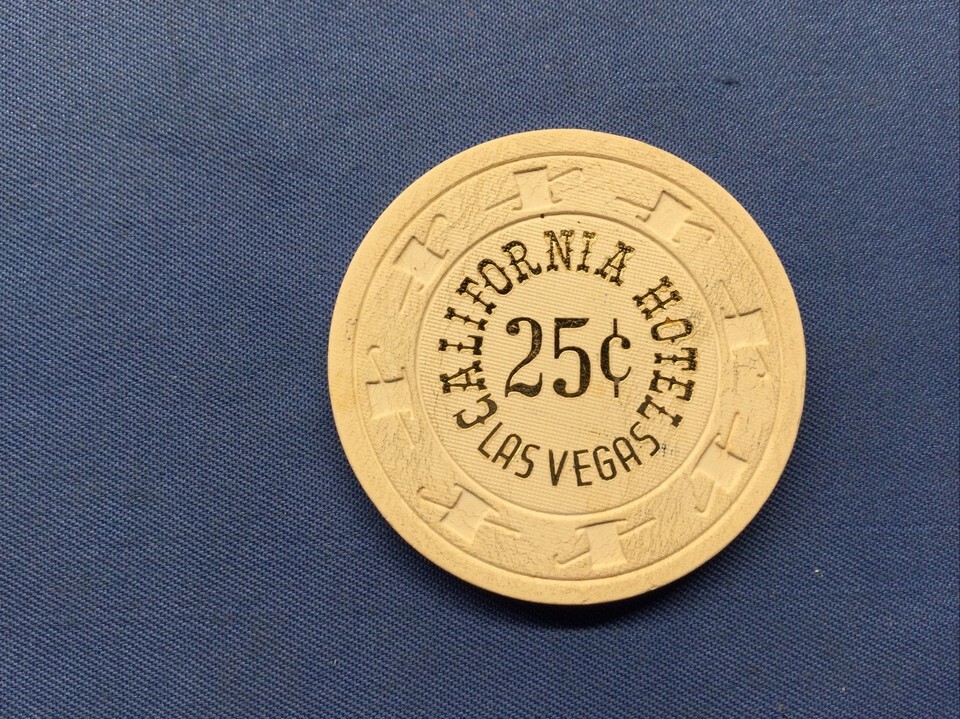 CALIFORNIA HOTEL
25¢
LAS VEGAS